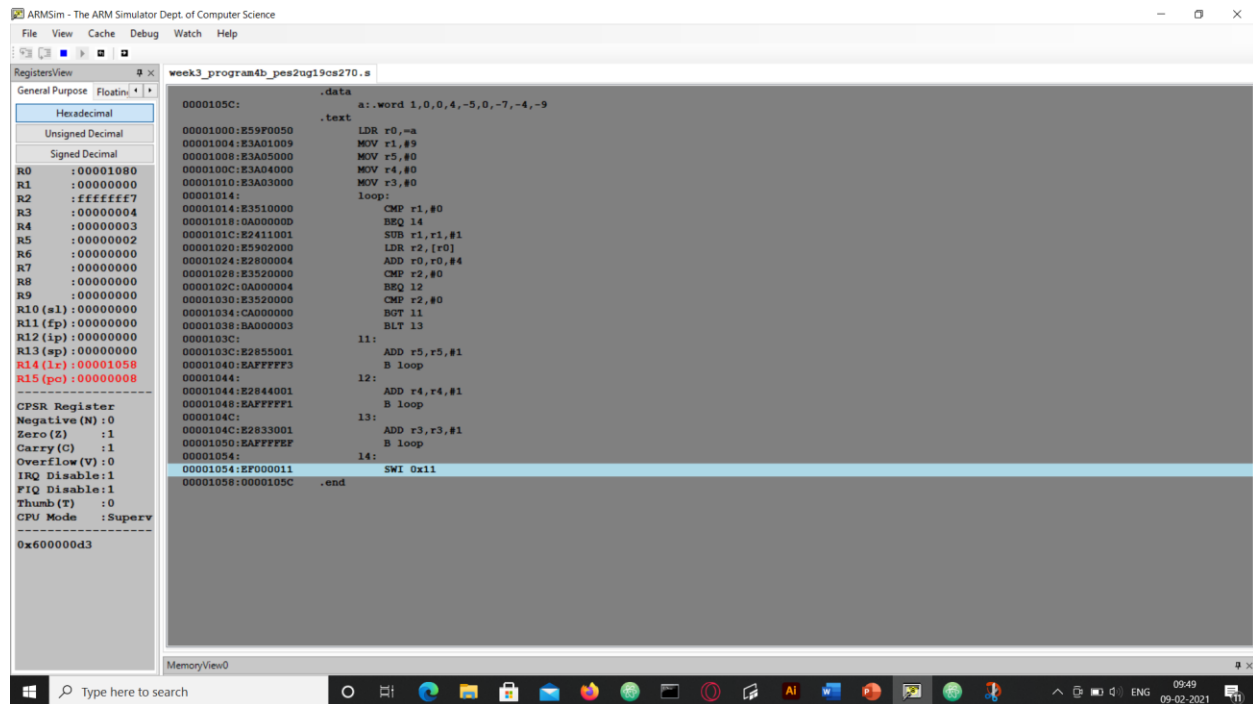 ARMSim - The ARM Simulator Dept. of Computer Science
File View Cache Debug Watch Help
RegistersView
week3_program4b_pes2ug19cs270.s
General Purpose Floatin
Hexadecimal
Unsigned Decimal
Signed Decimal
R0 :00001080
R1 :00000000
R2 :fffffff7
R3 :00000004
R4 :00000003
R5 :00000002
R6 :00000000
R7 :00000000
R8 :00000000
R9 :00000000
R10(sl):00000000
R11(fp):00000000
R12(ip):00000000
R13(sp):00000000
R14(lr):00001058
R15(pc):00000008
CPSR Register
Negative(N):0
Zero(Z) :1
Carry(C) :1
Overflow(V):0
IRQ Disable:1
FIQ Disable:1
Thumb(T) :0
CPU Mode :Superv
0x600000d3
.data
0000105C: a:.word 1,0,0,4,-5,0,-7,-4,-9
.text
00001000:E59F0050 LDR r0,=a
00001004:E3A01009 MOV r1,#9
00001008:E3A05000 MOV r5,#0
0000100C:E3A04000 MOV r4,#0
00001010:E3A03000 MOV r3,#0
00001014: loop:
00001014:E3510000 CMP r1,#0
00001018:0A00000D BEQ l4
0000101C:E2411001 SUB r1,r1,#1
00001020:E5902000 LDR r2,[r0]
00001024:E2800004 ADD r0,r0,#4
00001028:E3520000 CMP r2,#0
0000102C:0A000004 BEQ l2
00001030:E3520000 CMP r2,#0
00001034:CA000000 BGT l1
00001038:BA000003 BLT l3
0000103C: l1:
0000103C:E2855001 ADD r5,r5,#1
00001040:EAFFFFF3 B loop
00001044: l2:
00001044:E2844001 ADD r4,r4,#1
00001048:EAFFFFF1 B loop
0000104C: l3:
0000104C:E2833001 ADD r3,r3,#1
00001050:EAFFFFEF B loop
00001054: l4:
00001054:EF000011 SWI 0x11
00001058:0000105C .end
MemoryView0
Type here to search
Ai
ENG
09:49
09-02-2021